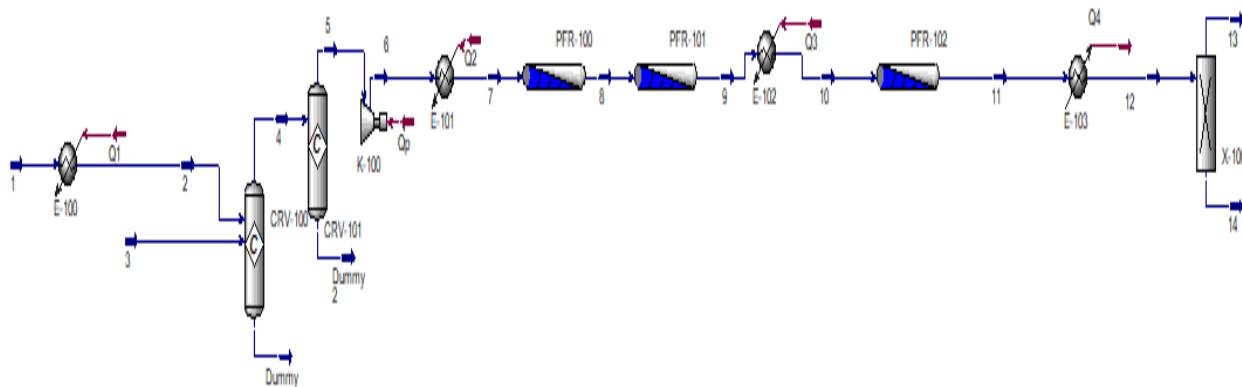 5
6
Q2
PFR-100
PFR-101
Q3
PFR-102
Q4
13
E-101
7
8
9
E-102
10
11
E-103
12
4
K-100
Qp
1
E-100
Q1
2
CRV-100
CRV-101
X-100
14
3
Dummy
2
Dummy